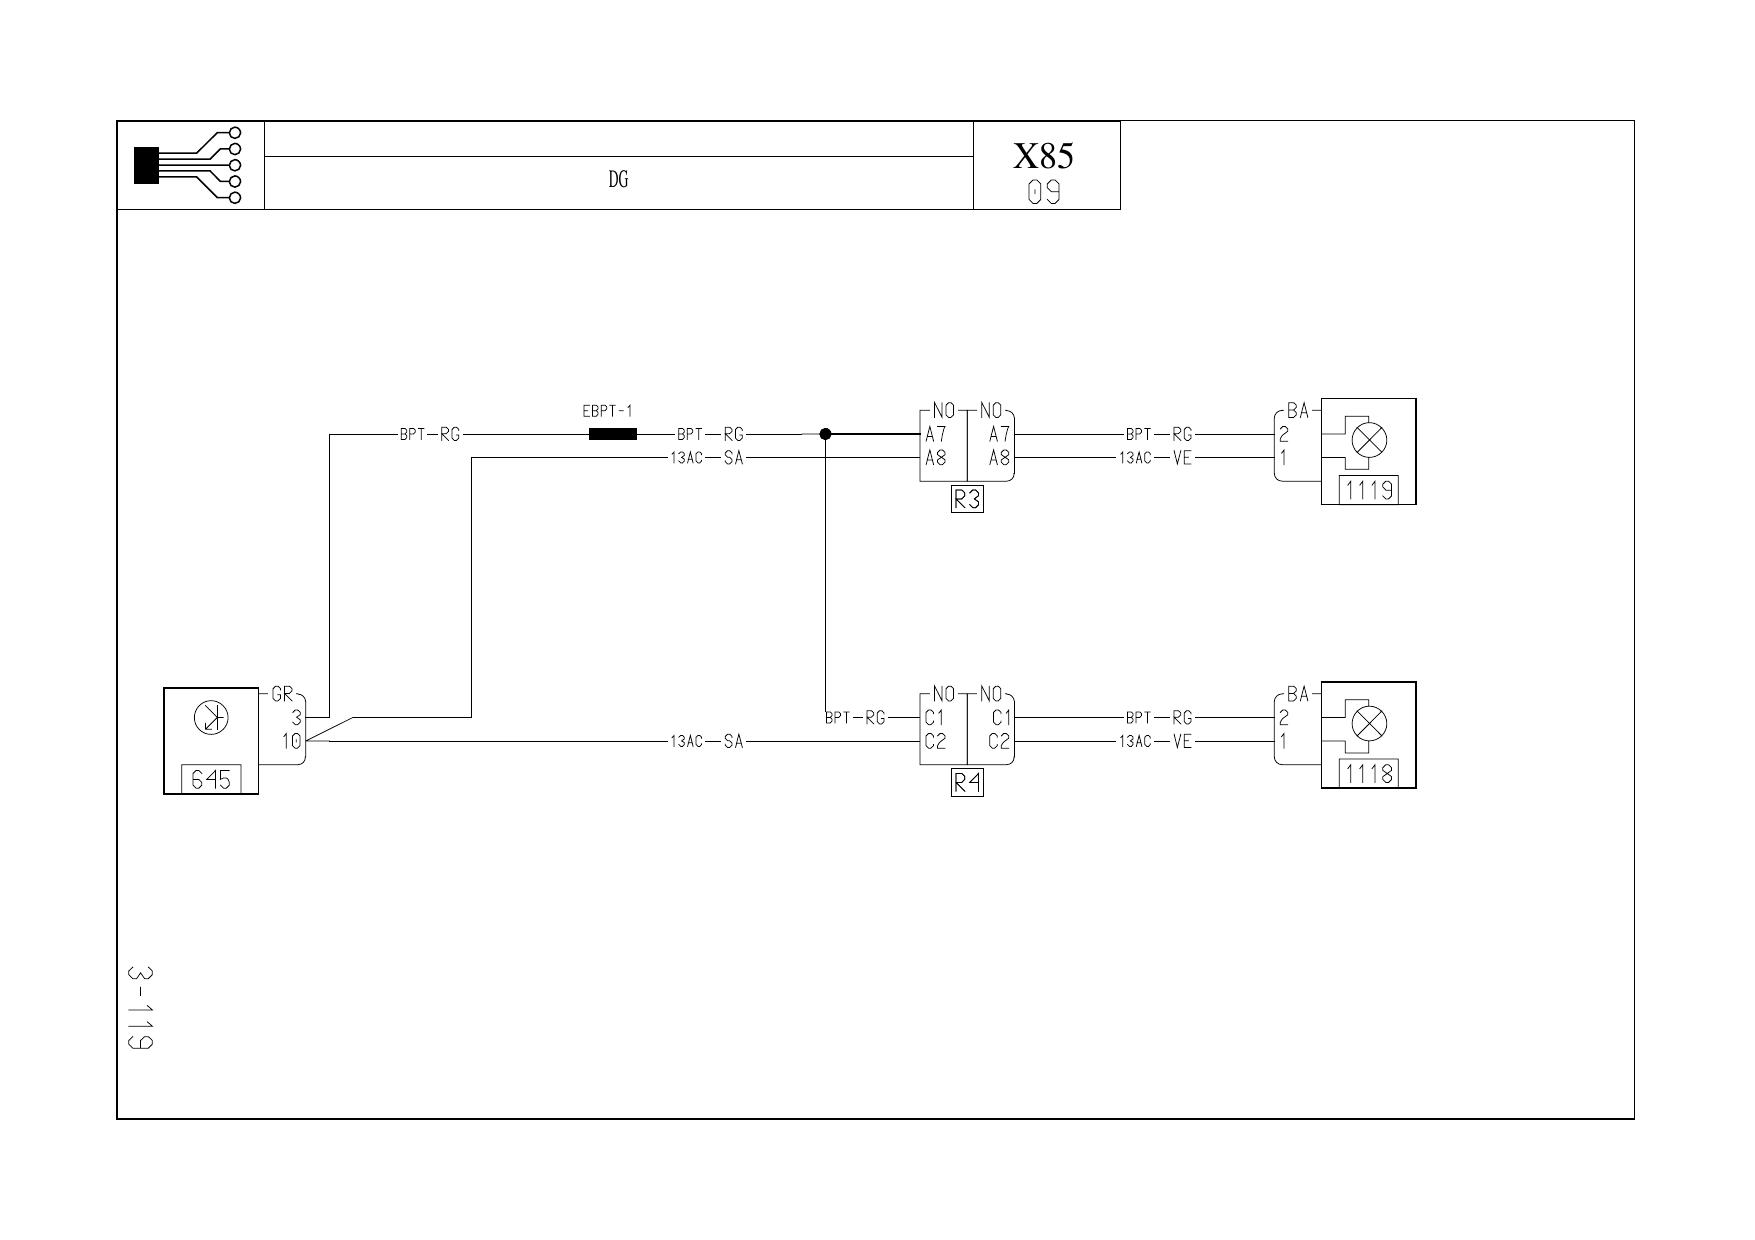 DG
X85
09
EBPT-1
NO NO BA
BPT RG BPT RG A7 A7 BPT RG 2
13AC SA A8 A8 13AC VE 1
1119
R3
GR NO NO BA
3 BPT RG C1 C1 BPT RG 2
10 13AC SA C2 C2 13AC VE 1
645 R4 1118
3-119